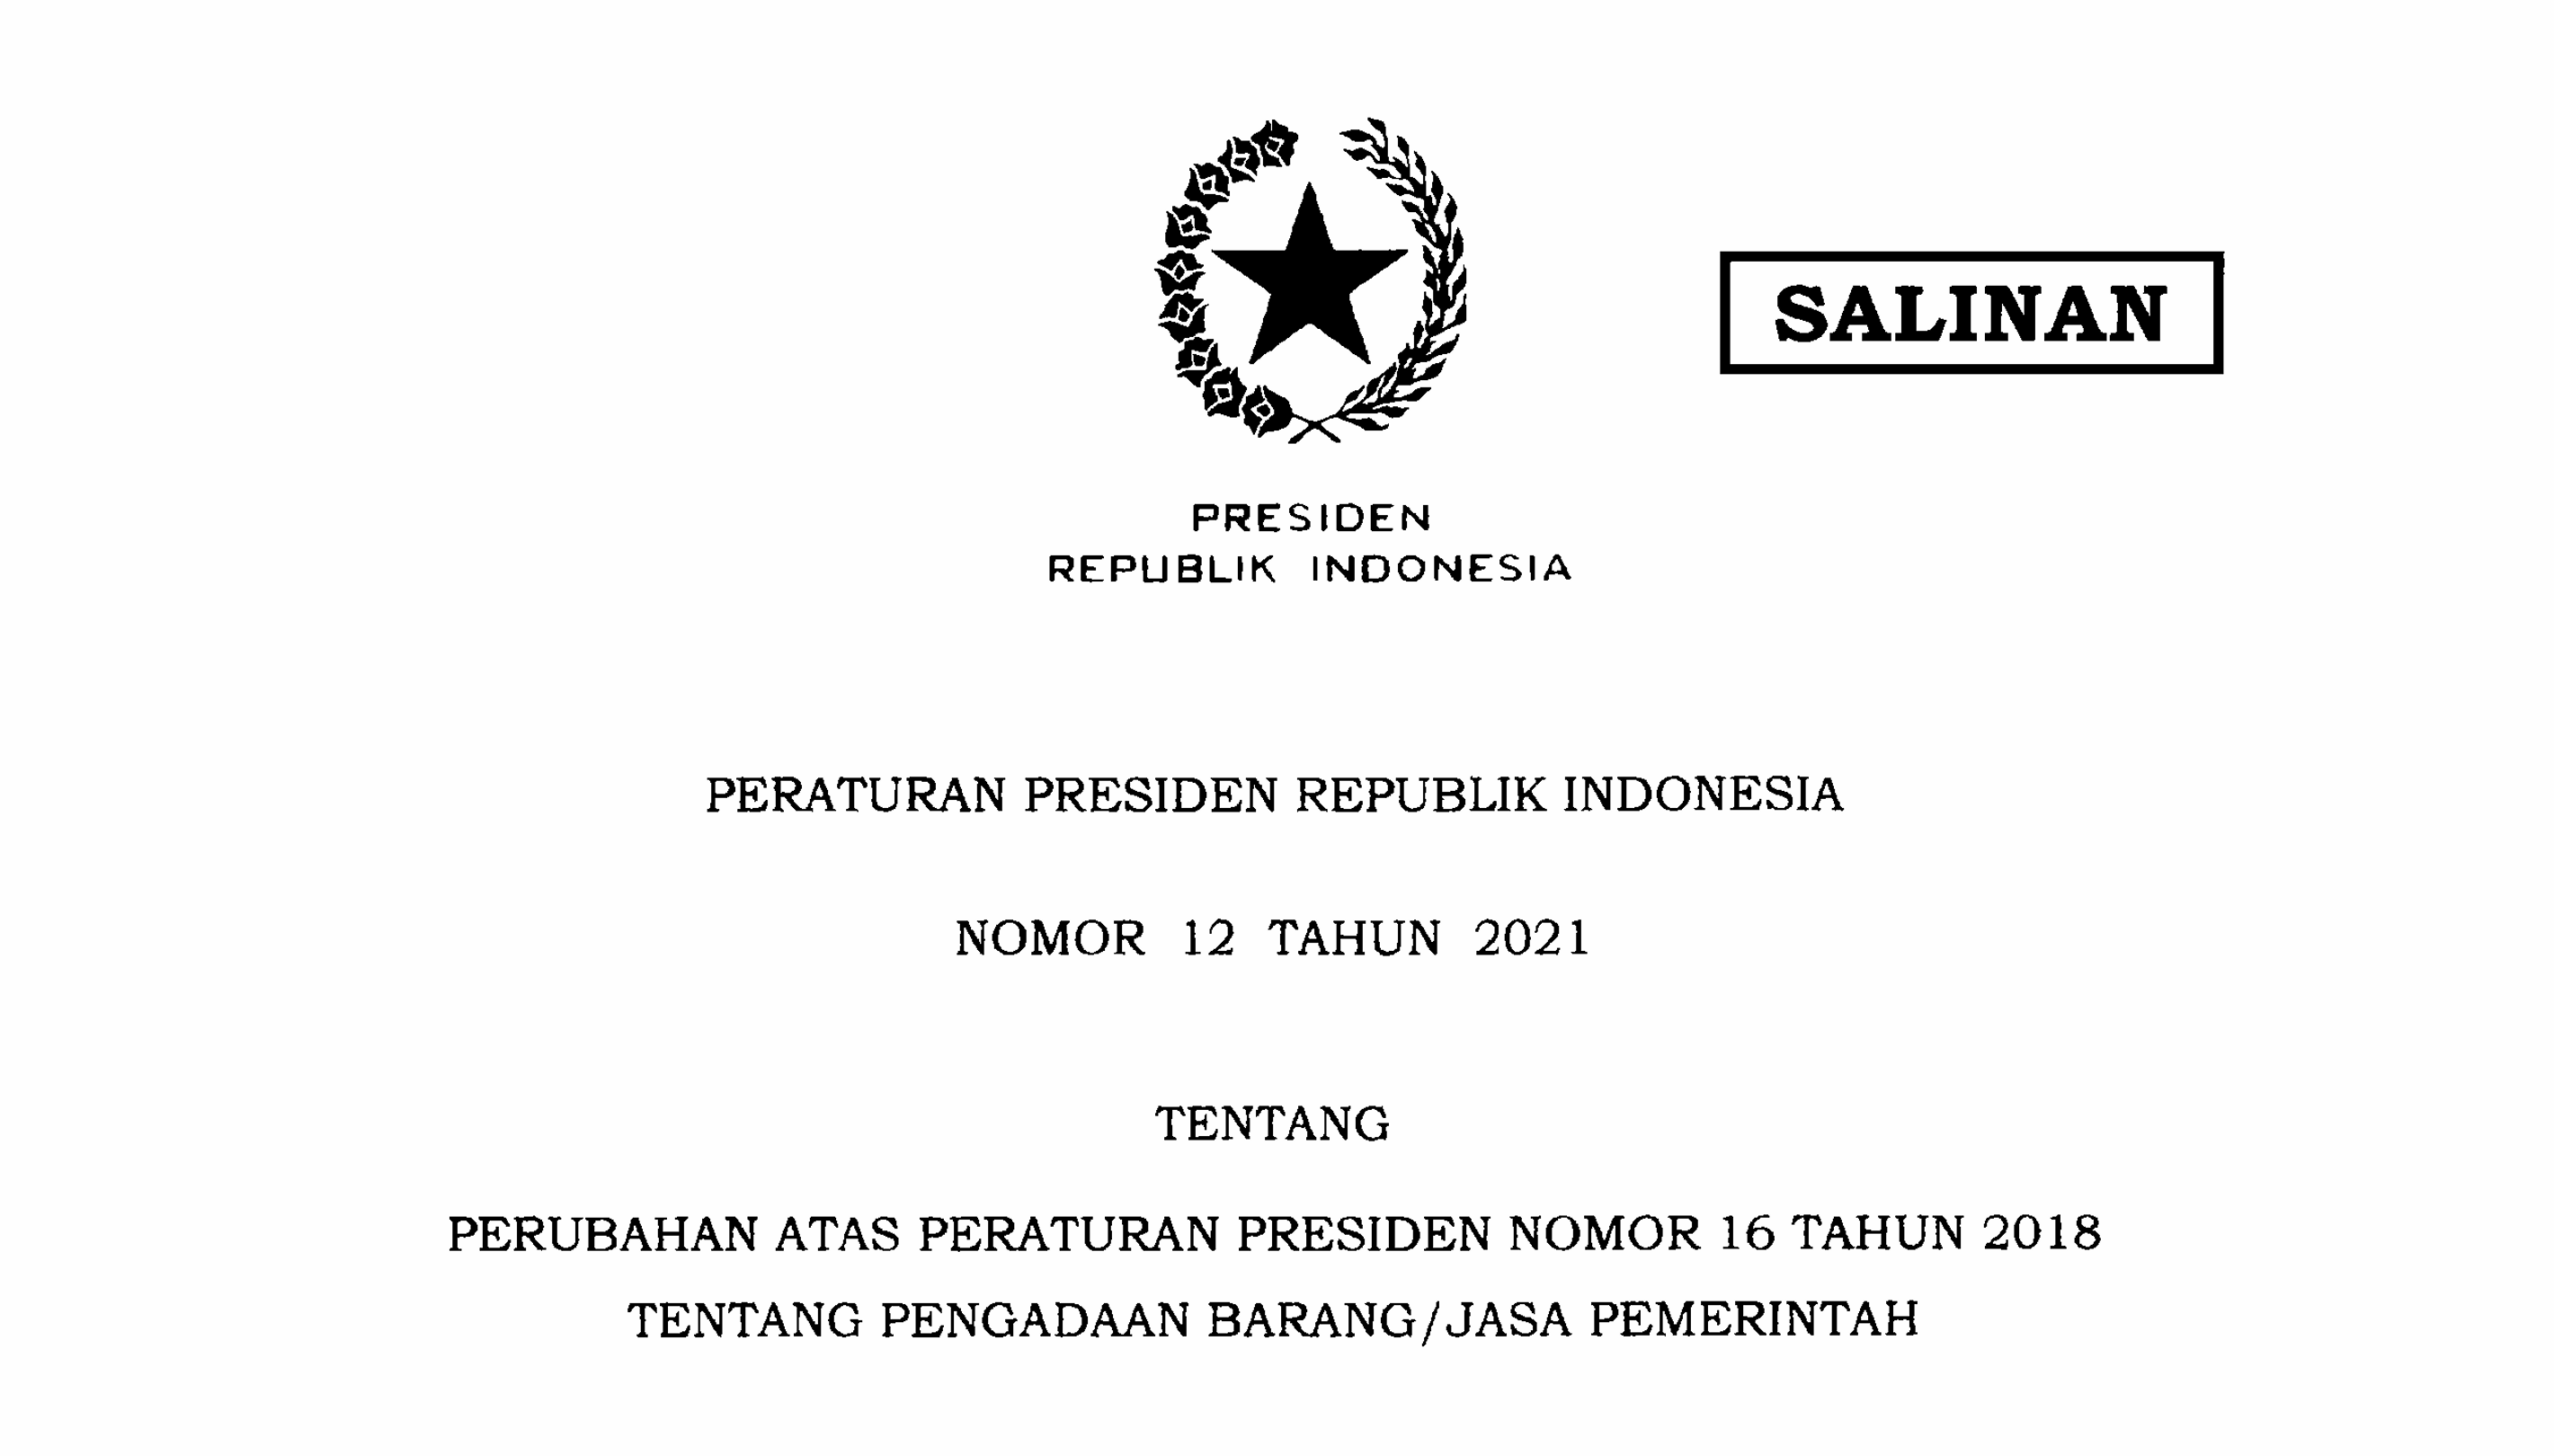 SALINAN
PRESIDEN
REPUBLIK INDONESIA
PERATURAN PRESIDEN REPUBLIK INDONESIA
NOMOR 12 TAHUN 2021
TENTANG
PERUBAHAN ATAS PERATURAN PRESIDEN NOMOR 16 TAHUN 2018
TENTANG PENGADAAN BARANG/JASA PEMERINTAH